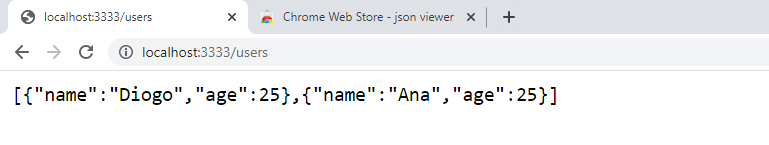 localhost:3333/users
Chrome Web Store - json viewer
localhost:3333/users
[{"name":"Diogo","age":25},{"name":"Ana","age":25}]